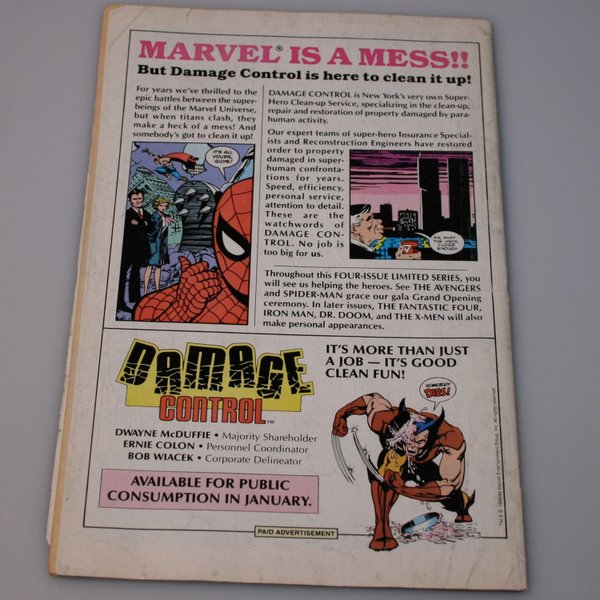 MARVEL® IS A MESS!!
But Damage Control is here to clean it up!
For years we've thrilled to the
epic battles between the super-
beings of the Marvel Universe,
but when titans clash, they
make a heck of a mess! And
somebody's got to clean it up!
IT'S ALL
YOURS,
GUYS!
DAMAGE CONTROL is New York's very own Super-
Hero Clean-up Service, specializing in the clean-up,
repair and restoration of property damaged by para-
human activity.
Our expert teams of super-hero Insurance Special-
ists and Reconstruction Engineers have restored
order to property
damaged in super-
human confronta-
tions for years.
Speed, efficiency,
personal service,
attention to detail.
These are the
watchwords of
DAMAGE CON-
TROL. No job is
too big for us.
EH, WHAT
THE HECK.
CLOSE
ENOUGH.
Throughout this FOUR-ISSUE LIMITED SERIES, you
will see us helping the heroes. See THE AVENGERS
and SPIDER-MAN grace our gala Grand Opening
ceremony. In later issues, THE FANTASTIC FOUR,
IRON MAN, DR. DOOM, and THE X-MEN will also
make personal appearances.
DAMAGE
CONTROL™
DWAYNE McDUFFIE • Majority Shareholder
ERNIE COLON • Personnel Coordinator
BOB WIACEK • Corporate Delineator
AVAILABLE FOR PUBLIC
CONSUMPTION IN JANUARY.
IT'S MORE THAN JUST
A JOB — IT'S GOOD
CLEAN FUN!
SOMEBODY
DIES!
PAID ADVERTISEMENT